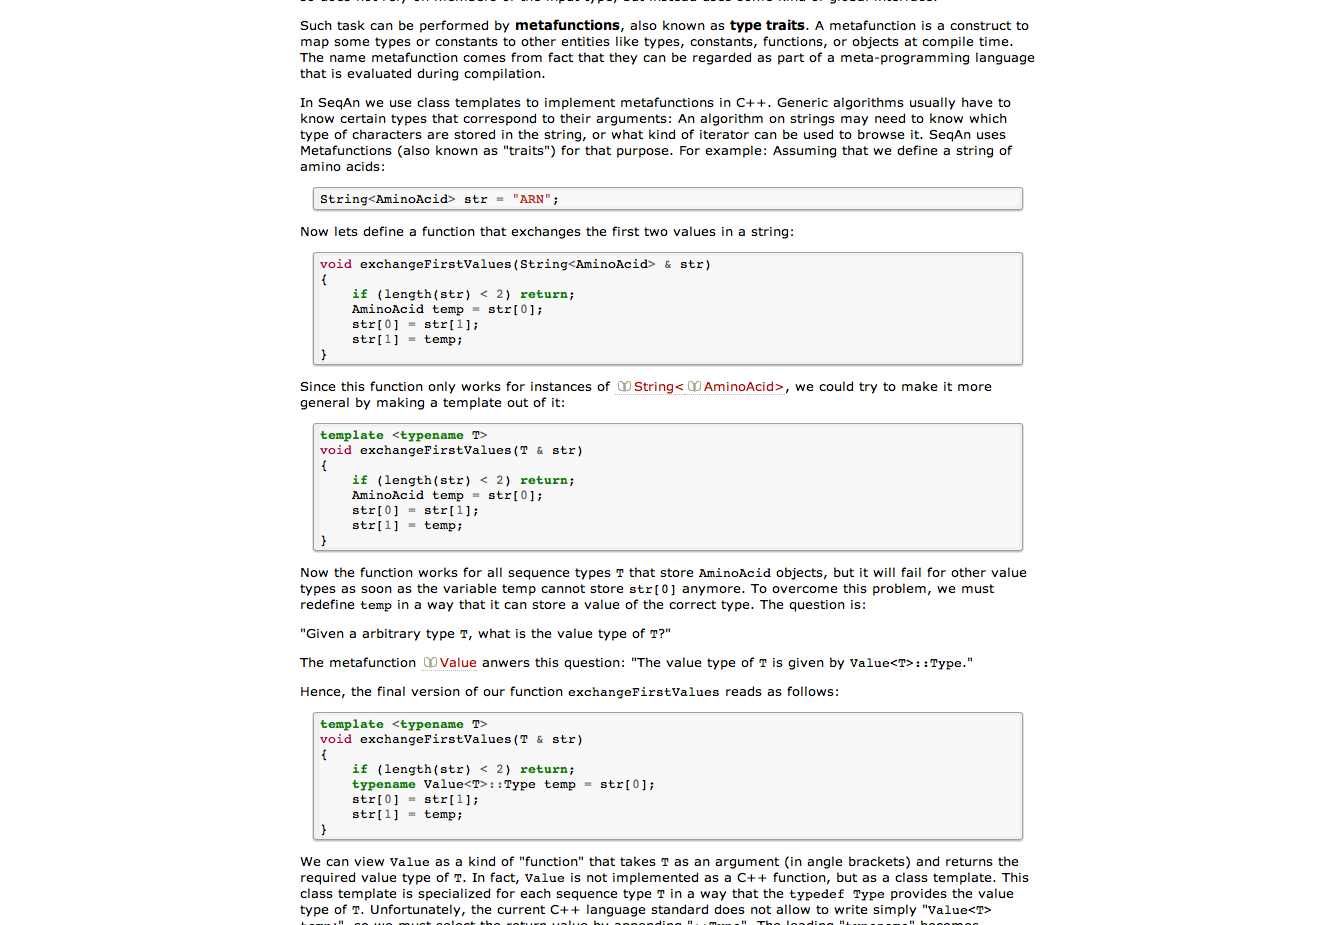 Such task can be performed by metafunctions, also known as type traits. A metafunction is a construct to
map some types or constants to other entities like types, constants, functions, or objects at compile time.
The name metafunction comes from fact that they can be regarded as part of a meta-programming language
that is evaluated during compilation.
In SeqAn we use class templates to implement metafunctions in C++. Generic algorithms usually have to
know certain types that correspond to their arguments: An algorithm on strings may need to know which
type of characters are stored in the string, or what kind of iterator can be used to browse it. SeqAn uses
Metafunctions (also known as "traits") for that purpose. For example: Assuming that we define a string of
amino acids:
String<AminoAcid> str = "ARN";
Now lets define a function that exchanges the first two values in a string:
void exchangeFirstValues(String<AminoAcid> & str)
{
    if (length(str) < 2) return;
    AminoAcid temp = str[0];
    str[0] = str[1];
    str[1] = temp;
}
Since this function only works for instances of String< AminoAcid>, we could try to make it more
general by making a template out of it:
template <typename T>
void exchangeFirstValues(T & str)
{
    if (length(str) < 2) return;
    AminoAcid temp = str[0];
    str[0] = str[1];
    str[1] = temp;
}
Now the function works for all sequence types T that store AminoAcid objects, but it will fail for other value
types as soon as the variable temp cannot store str[0] anymore. To overcome this problem, we must
redefine temp in a way that it can store a value of the correct type. The question is:
"Given a arbitrary type T, what is the value type of T?"
The metafunction Value anwers this question: "The value type of T is given by Value<T>::Type."
Hence, the final version of our function exchangeFirstValues reads as follows:
template <typename T>
void exchangeFirstValues(T & str)
{
    if (length(str) < 2) return;
    typename Value<T>::Type temp = str[0];
    str[0] = str[1];
    str[1] = temp;
}
We can view Value as a kind of "function" that takes T as an argument (in angle brackets) and returns the
required value type of T. In fact, Value is not implemented as a C++ function, but as a class template. This
class template is specialized for each sequence type T in a way that the typedef Type provides the value
type of T. Unfortunately, the current C++ language standard does not allow to write simply "Value<T>